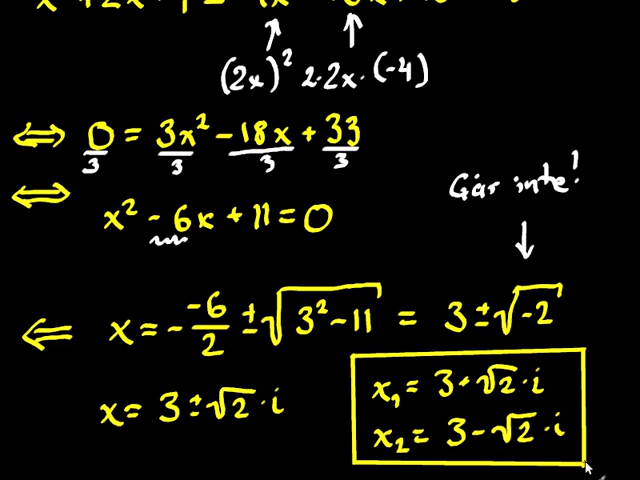 (2x)² 2·2x·(-4)
⟺ 0/3 = 3x²/3 - 18x/3 + 33/3
Går inte!
⟺ x² - 6x + 11 = 0
⟸ x = - -6/2 ± √(3² - 11) = 3 ± √-2
x = 3 ± √2 · i
x₁ = 3 + √2 · i
x₂ = 3 - √2 · i